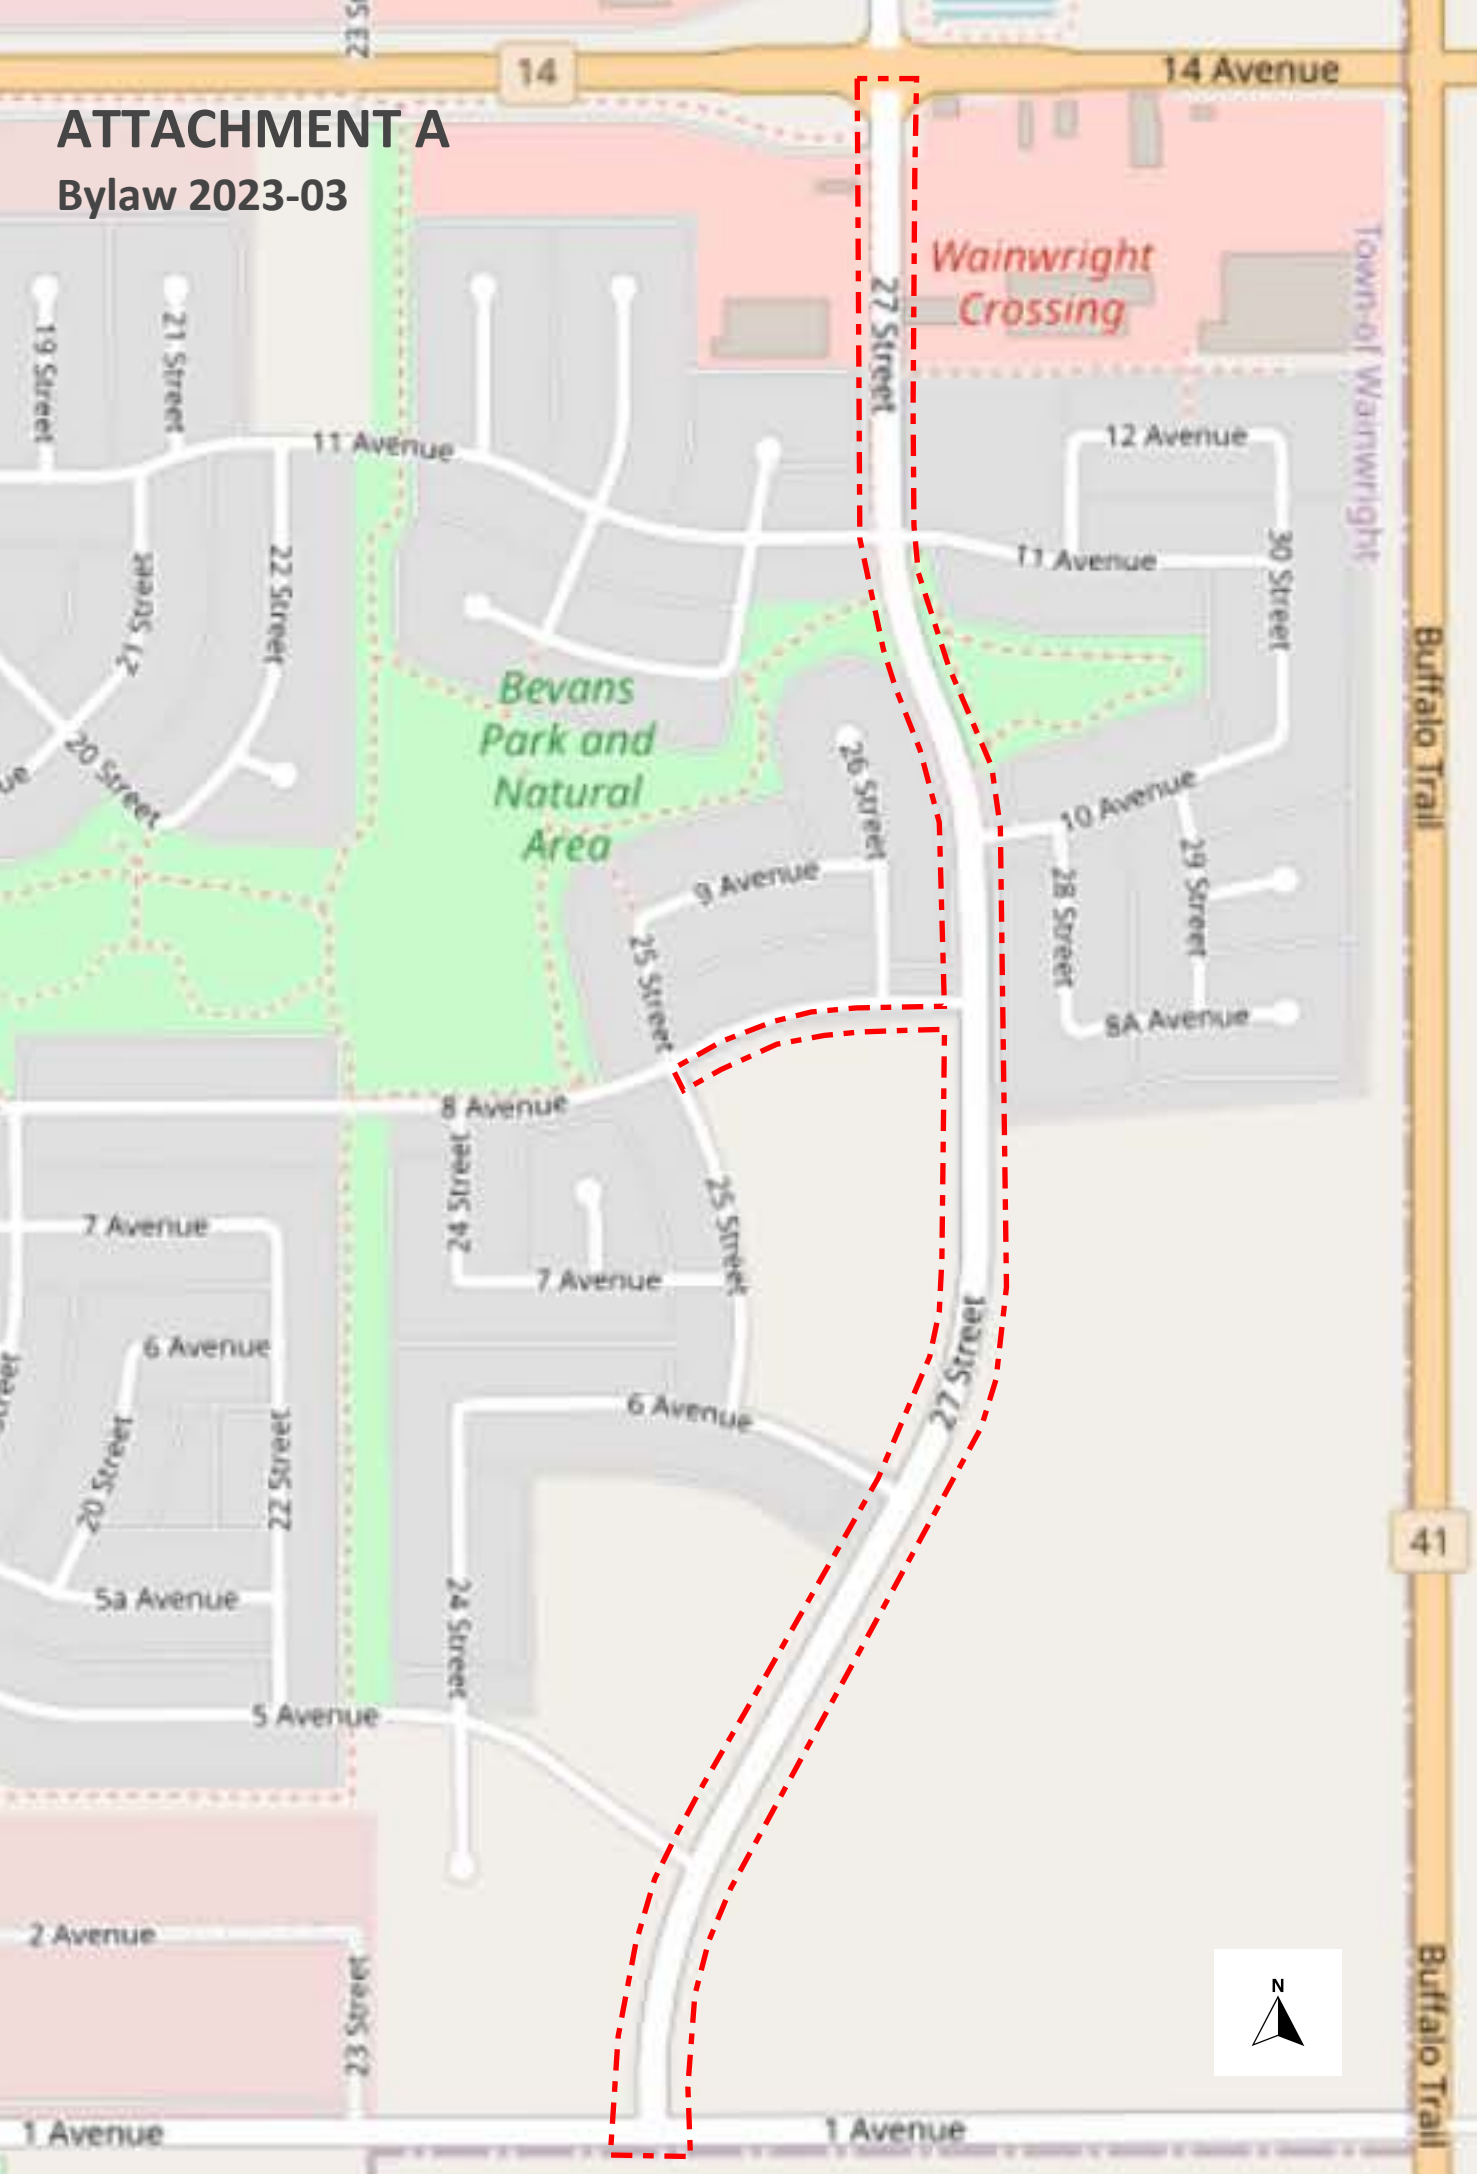 23 St
14
14 Avenue
ATTACHMENT A
Bylaw 2023-03
Wainwright
Crossing
Town of Wainwright
27 Street
19 Street
21 Street
11 Avenue
12 Avenue
11 Avenue
30 Street
21 Street
22 Street
Buffalo Trail
Bevans
Park and
Natural
Area
20 Street
ue
26 Street
10 Avenue
9 Avenue
29 Street
28 Street
25 Street
8A Avenue
8 Avenue
24 Street
25 Street
7 Avenue
7 Avenue
27 Street
6 Avenue
reet
6 Avenue
20 Street
22 Street
41
5a Avenue
24 Street
5 Avenue
2 Avenue
23 Street
N
Buffalo Trail
1 Avenue
1 Avenue